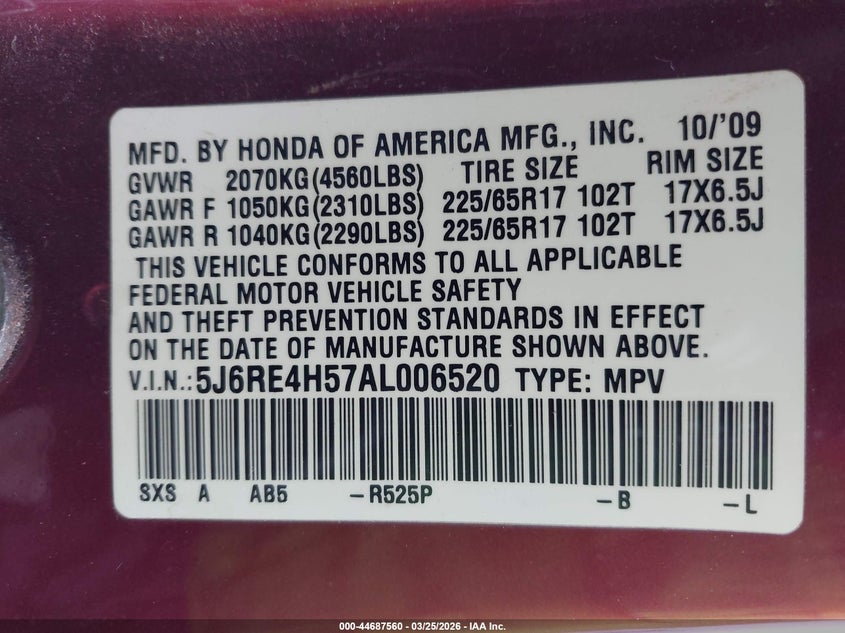 MFD. BY HONDA OF AMERICA MFG., INC. 10/'09
GVWR 2070KG(4560LBS) TIRE SIZE RIM SIZE
GAWR F 1050KG(2310LBS) 225/65R17 102T 17X6.5J
GAWR R 1040KG(2290LBS) 225/65R17 102T 17X6.5J
THIS VEHICLE CONFORMS TO ALL APPLICABLE
FEDERAL MOTOR VEHICLE SAFETY
AND THEFT PREVENTION STANDARDS IN EFFECT
ON THE DATE OF MANUFACTURE SHOWN ABOVE.
V.I.N.:5J6RE4H57AL006520 TYPE: MPV
SXS A AB5 -R525P -B -L
000-44687560 - 03/25/2026 - IAA Inc.